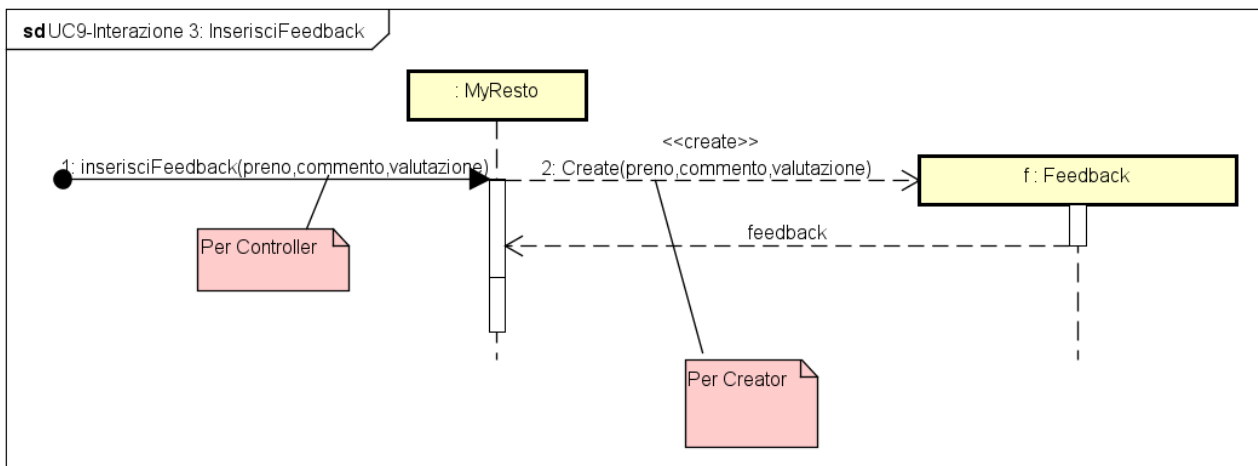 sd UC9-Interazione 3: InserisciFeedback
: MyResto
<<create>>
1: inserisciFeedback(preno,commento,valutazione)
2: Create(preno,commento,valutazione)
f : Feedback
feedback
Per Controller
Per Creator